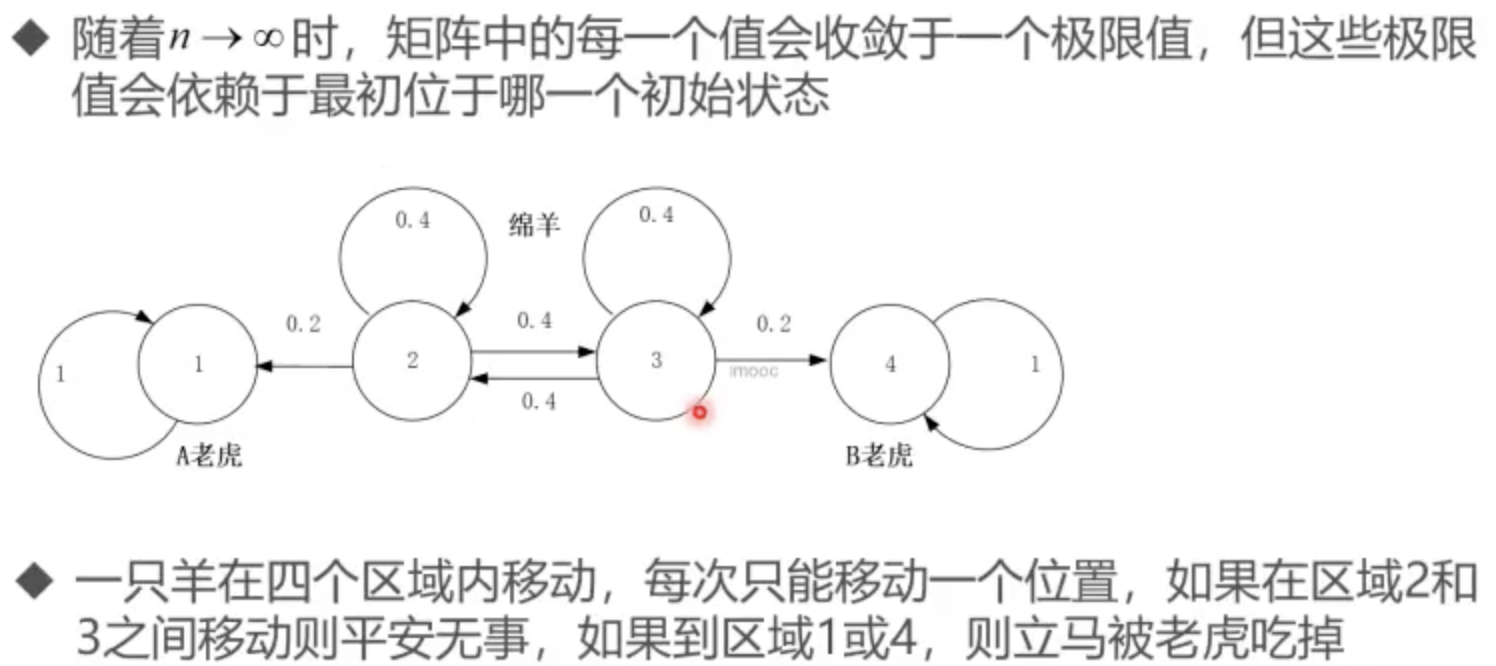 ◆ 随着n → ∞时，矩阵中的每一个值会收敛于一个极限值，但这些极限
值会依赖于最初位于哪一个初始状态
0.4 绵羊 0.4
0.2 0.4 0.2
1 1 2 3 4 1
imooc
0.4
A老虎 B老虎
◆ 一只羊在四个区域内移动，每次只能移动一个位置，如果在区域2和
3之间移动则平安无事，如果到区域1或4，则立马被老虎吃掉